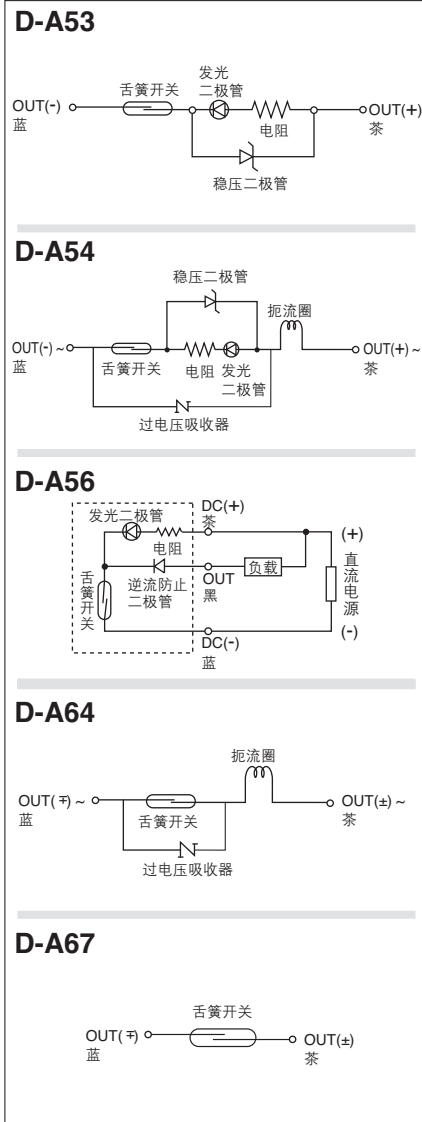 D-A53
发光
二极管
舌簧开关
OUT(-)
蓝
OUT(+)
茶
电阻
稳压二极管
D-A54
稳压二极管
扼流圈
OUT(-) ~
蓝
OUT(+) ~
茶
舌簧开关
电阻
发光
二极管
过电压吸收器
D-A56
发光二极管
DC(+)
茶
电阻
(+)
舌簧开关
逆流防止
二极管
OUT
黑
负载
直流电源
(-)
DC(-)
蓝
D-A64
扼流圈
OUT(∓) ~
蓝
OUT(±) ~
茶
舌簧开关
过电压吸收器
D-A67
舌簧开关
OUT(∓)
蓝
OUT(±)
茶